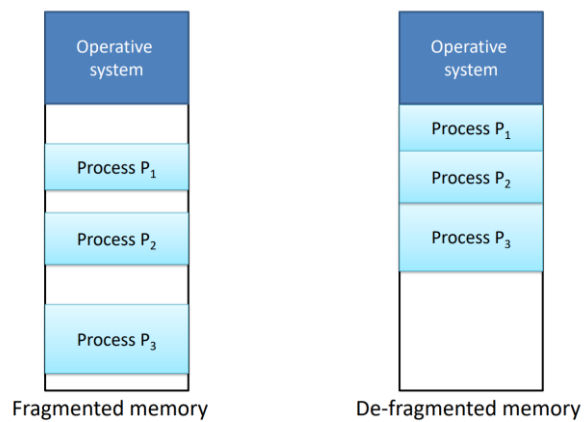 Operative
system
Process P₁
Process P₂
Process P₃
Fragmented memory
Operative
system
Process P₁
Process P₂
Process P₃
De-fragmented memory